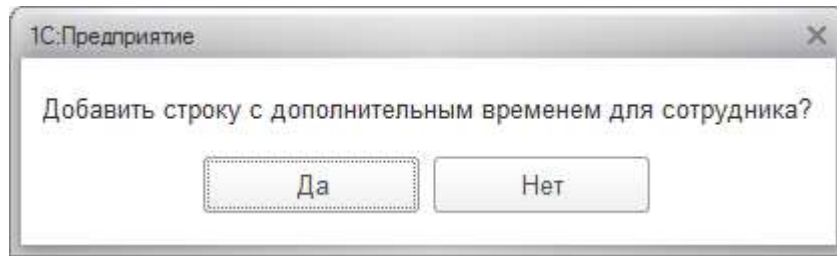 1С:Предприятие
Добавить строку с дополнительным временем для сотрудника?
Да
Нет